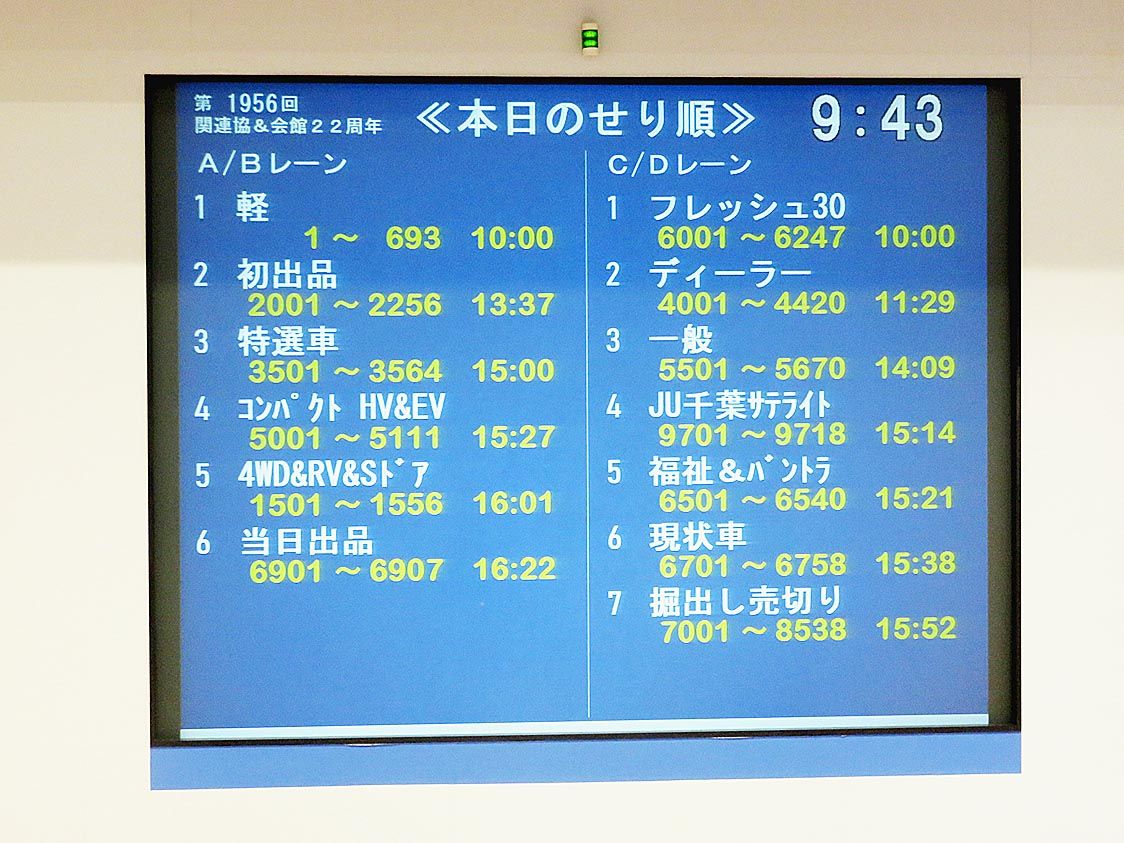 第 1956回
関連協＆会館２２周年
≪本日のせり順≫
9:43
A/Bレーン
1 軽
1 ～ 693 10:00
2 初出品
2001 ～ 2256 13:37
3 特選車
3501 ～ 3564 15:00
4 ｺﾝﾊﾟｸﾄ HV&EV
5001 ～ 5111 15:27
5 4WD&RV&Sﾄﾞｱ
1501 ～ 1556 16:01
6 当日出品
6901 ～ 6907 16:22
C/Dレーン
1 フレッシュ30
6001 ～ 6247 10:00
2 ディーラー
4001 ～ 4420 11:29
3 一般
5501 ～ 5670 14:09
4 JU千葉ｻﾃﾗｲﾄ
9701 ～ 9718 15:14
5 福祉＆ﾊﾞﾝﾄﾗ
6501 ～ 6540 15:21
6 現状車
6701 ～ 6758 15:38
7 掘出し売切り
7001 ～ 8538 15:52